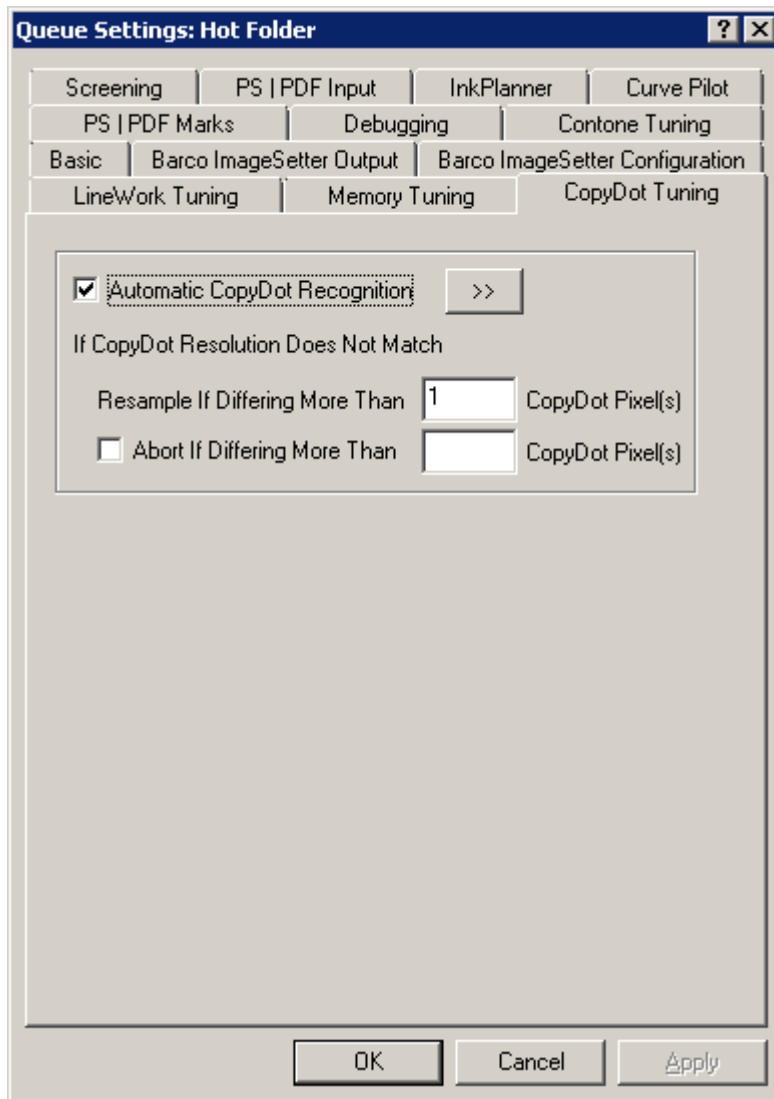 Queue Settings: Hot Folder ? X
Screening PS | PDF Input InkPlanner Curve Pilot
PS | PDF Marks Debugging Contone Tuning
Basic Barco ImageSetter Output Barco ImageSetter Configuration
LineWork Tuning Memory Tuning CopyDot Tuning
Automatic CopyDot Recognition >>
If CopyDot Resolution Does Not Match
Resample If Differing More Than 1 CopyDot Pixel(s)
Abort If Differing More Than CopyDot Pixel(s)
OK Cancel Apply